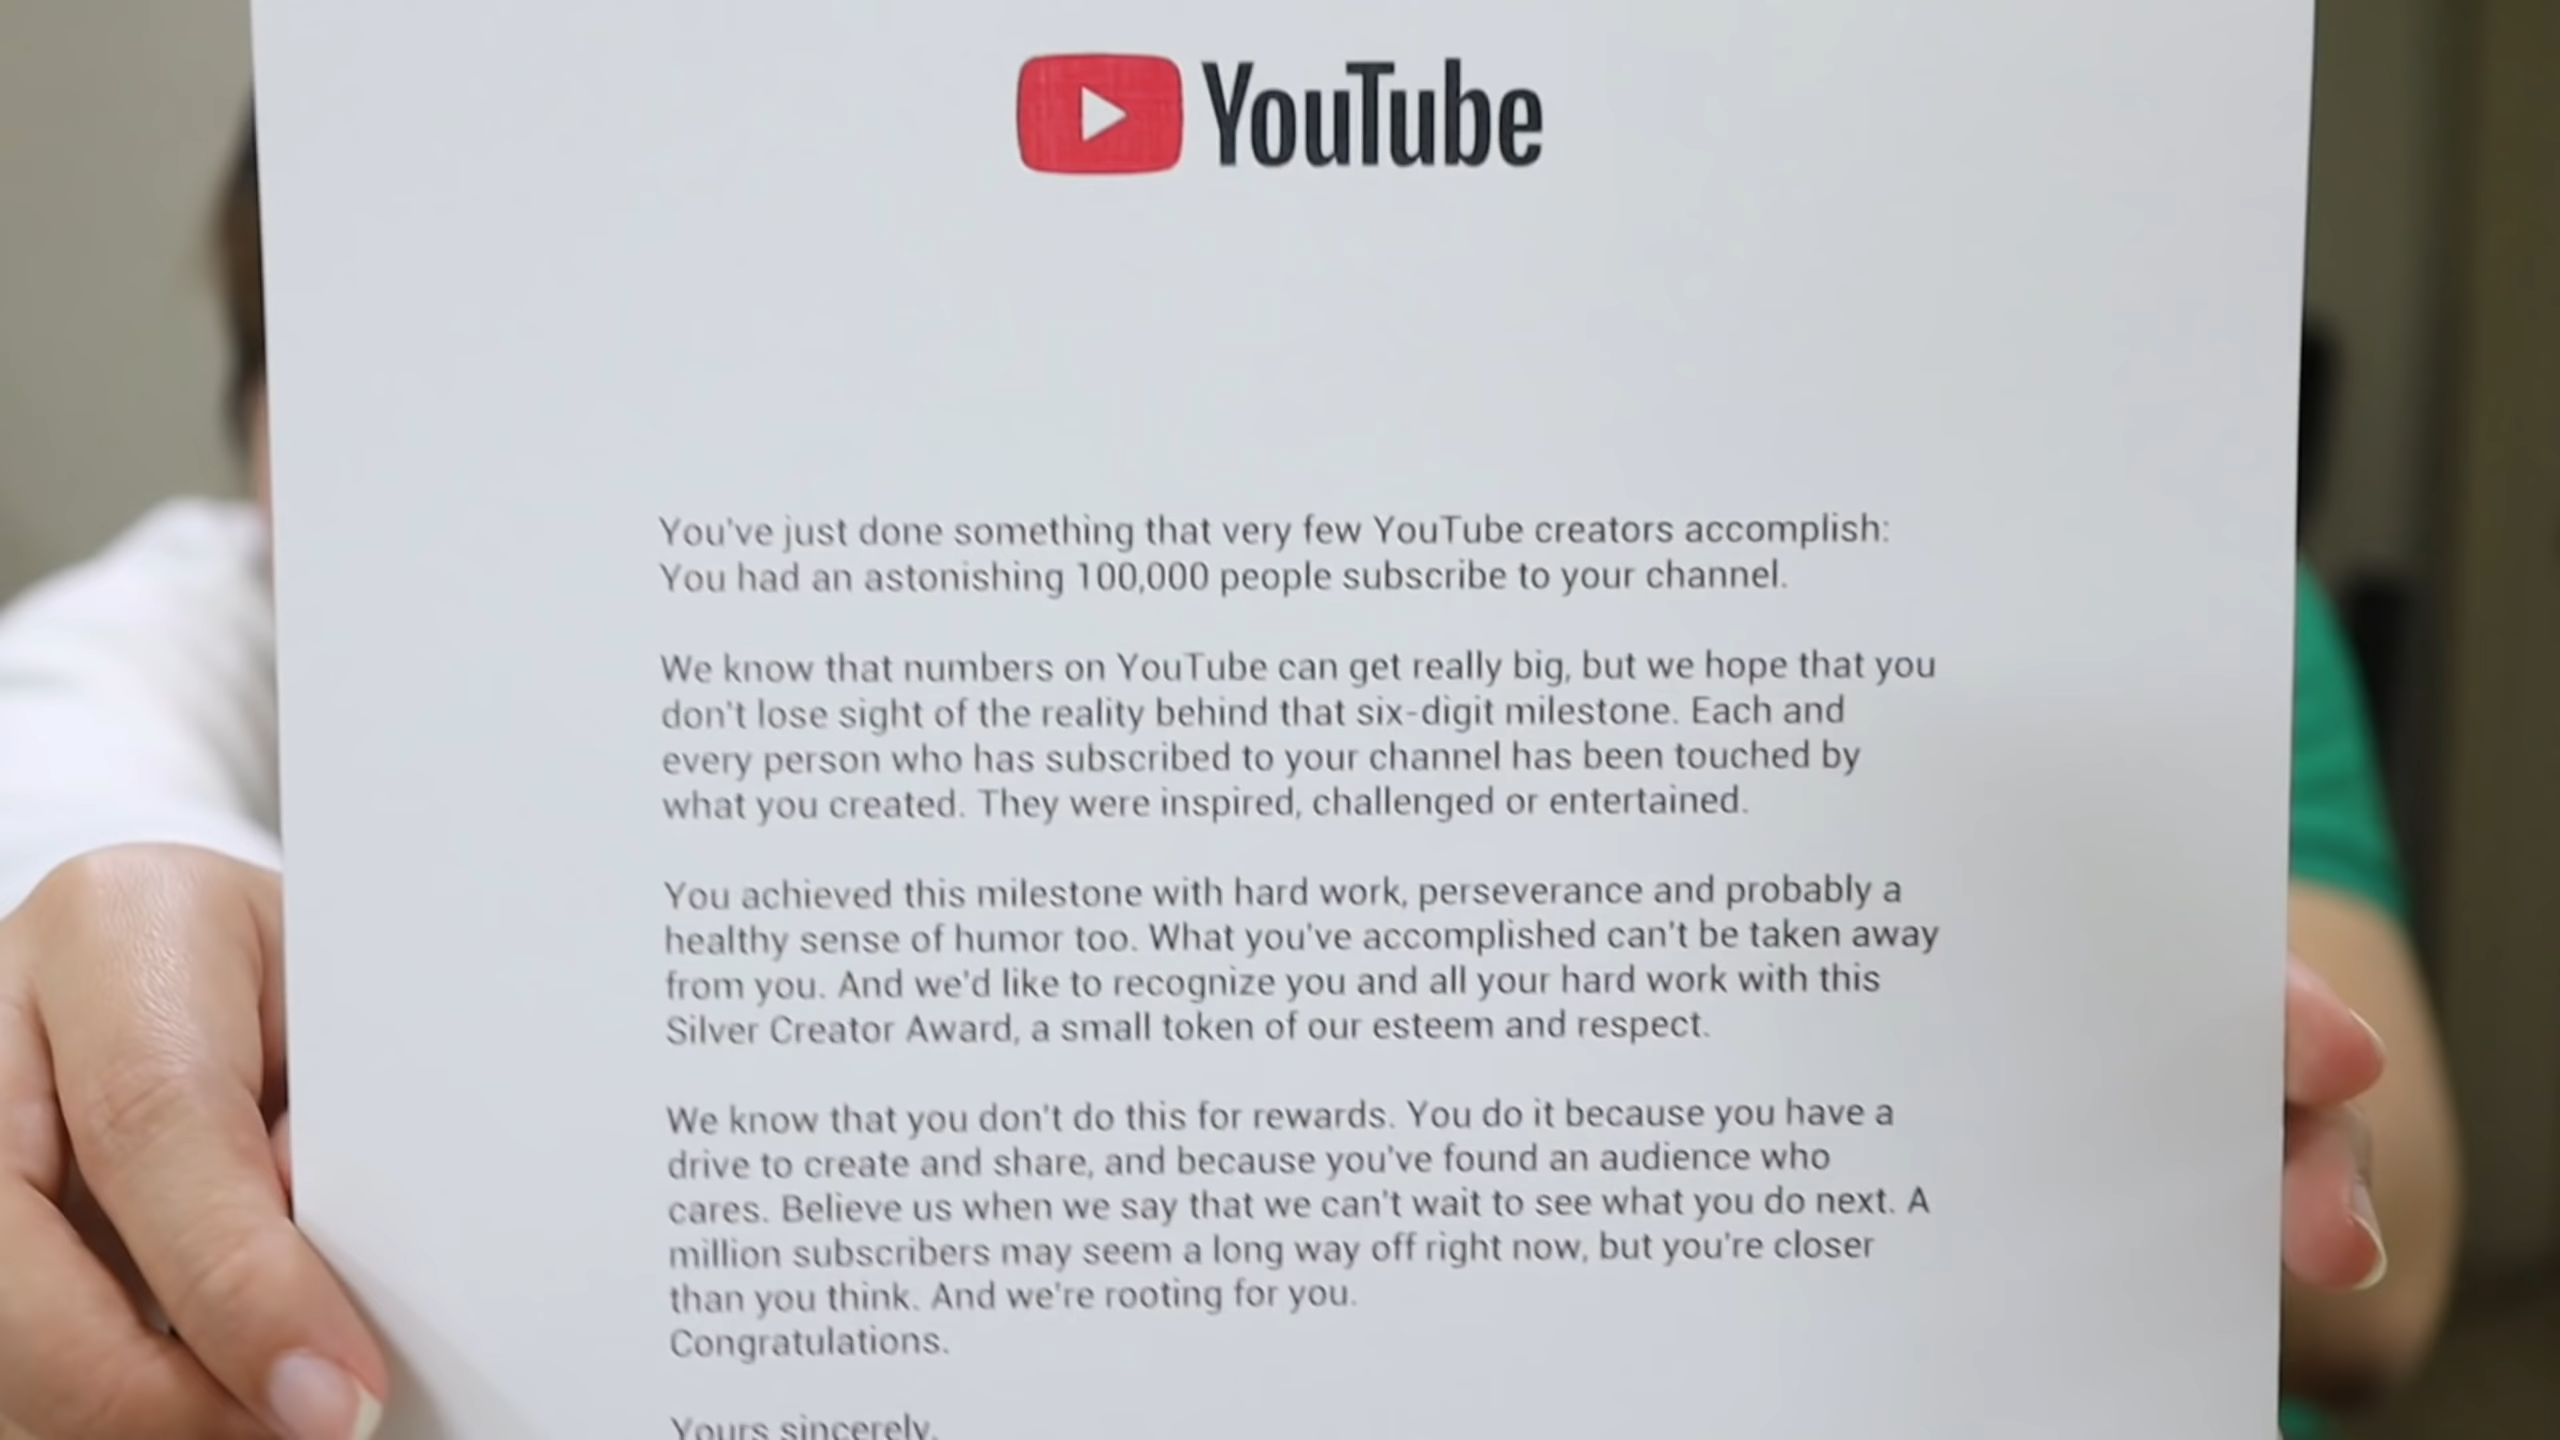 YouTube
You've just done something that very few YouTube creators accomplish:
You had an astonishing 100,000 people subscribe to your channel.
We know that numbers on YouTube can get really big, but we hope that you
don't lose sight of the reality behind that six-digit milestone. Each and
every person who has subscribed to your channel has been touched by
what you created. They were inspired, challenged or entertained.
You achieved this milestone with hard work, perseverance and probably a
healthy sense of humor too. What you've accomplished can't be taken away
from you. And we'd like to recognize you and all your hard work with this
Silver Creator Award, a small token of our esteem and respect.
We know that you don't do this for rewards. You do it because you have a
drive to create and share, and because you've found an audience who
cares. Believe us when we say that we can't wait to see what you do next. A
million subscribers may seem a long way off right now, but you're closer
than you think. And we're rooting for you.
Congratulations.
Yours sincerely,